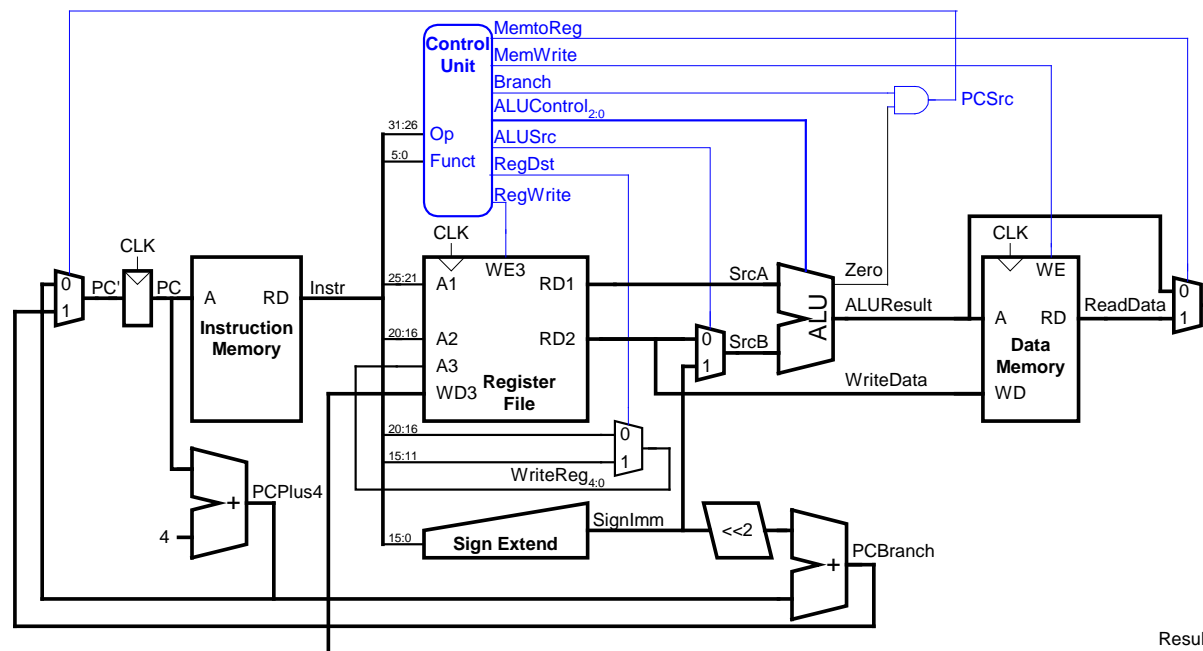 MemtoReg
Control
Unit
MemWrite
Branch
ALUControl2:0
PCSrc
31:26
Op
ALUSrc
5:0
Funct
RegDst
RegWrite
CLK
CLK
CLK
0
1
PC'
PC
A
RD
Instruction
Memory
Instr
25:21
A1
WE3
RD1
SrcA
Zero
WE
0
1
20:16
A2
RD2
0
1
SrcB
ALU
ALUResult
A
RD
ReadData
Data
Memory
A3
WD3
Register
File
WriteData
WD
20:16
0
15:11
1
WriteReg4:0
PCPlus4
+
4
SignImm
15:0
Sign Extend
<<2
+
PCBranch